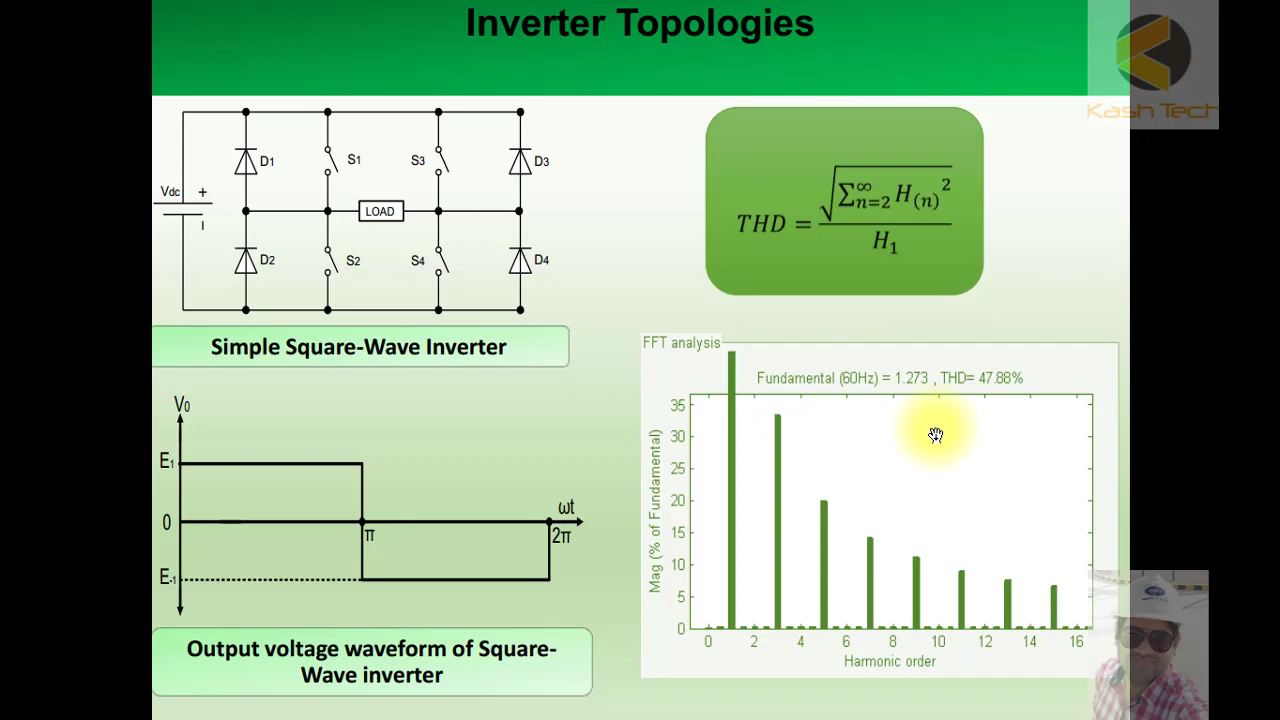 Inverter Topologies
Kash Tech
D1
S1
S3
D3
Vdc
+
LOAD
D2
S2
S4
D4
Simple Square-Wave Inverter
THD = √∑∞n=2 H(n)2 / H1
V0
E1
0
E-1
π
2π
ωt
Output voltage waveform of Square-
Wave inverter
FFT analysis
Fundamental (60Hz) = 1.273 , THD= 47.88%
Mag (% of Fundamental)
35
30
25
20
15
10
5
0
0 2 4 6 8 10 12 14 16
Harmonic order